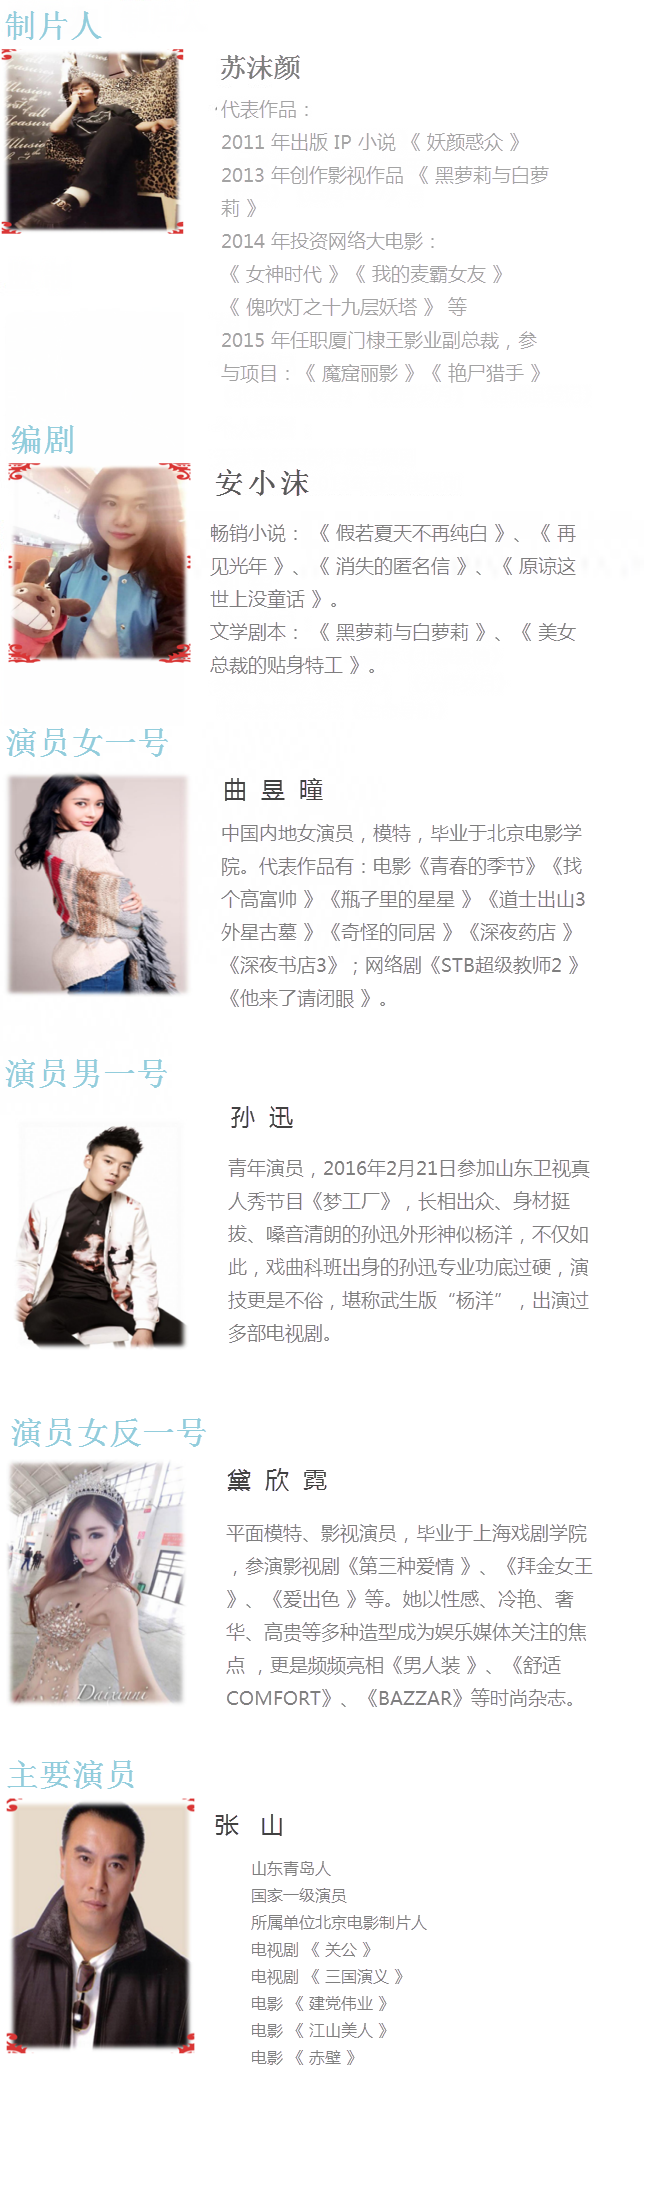 制片人
苏沫颜
·代表作品：
2011 年出版 IP 小说 《 妖颜惑众 》
2013 年创作影视作品 《 黑萝莉与白萝
莉 》
2014 年投资网络大电影：
《 女神时代 》《 我的麦霸女友 》
《 傀吹灯之十九层妖塔 》 等
2015 年任职厦门棣王影业副总裁，参
与项目：《 魔窟丽影 》《 艳尸猎手 》
编剧
安小沫
畅销小说： 《 假若夏天不再纯白 》、《 再
见光年 》、《 消失的匿名信 》、《 原谅这
世上没童话 》。
文学剧本： 《 黑萝莉与白萝莉 》、《 美女
总裁的贴身特工 》。
演员女一号
曲 昱 曈
中国内地女演员，模特，毕业于北京电影学
院。代表作品有：电影《青春的季节》《找
个高富帅 》《瓶子里的星星 》《道士出山3
外星古墓 》《奇怪的同居 》《深夜药店 》
《深夜书店3》；网络剧《STB超级教师2 》
《他来了请闭眼 》。
演员男一号
孙 迅
青年演员，2016年2月21日参加山东卫视真
人秀节目《梦工厂》，长相出众、身材挺
拔、嗓音清朗的孙迅外形神似杨洋，不仅如
此，戏曲科班出身的孙迅专业功底过硬，演
技更是不俗，堪称武生版“杨洋”，出演过
多部电视剧。
演员女反一号
黛 欣 霓
平面模特、影视演员，毕业于上海戏剧学院
，参演影视剧《第三种爱情 》、《拜金女王
》、《爱出色 》等。她以性感、冷艳、奢
华、高贵等多种造型成为娱乐媒体关注的焦
点 ，更是频频亮相《男人装 》、《舒适
COMFORT》、《BAZZAR》等时尚杂志。
Daixinni
主要演员
张 山
山东青岛人
国家一级演员
所属单位北京电影制片人
电视剧 《 关公 》
电视剧 《 三国演义 》
电影 《 建党伟业 》
电影 《 江山美人 》
电影 《 赤壁 》